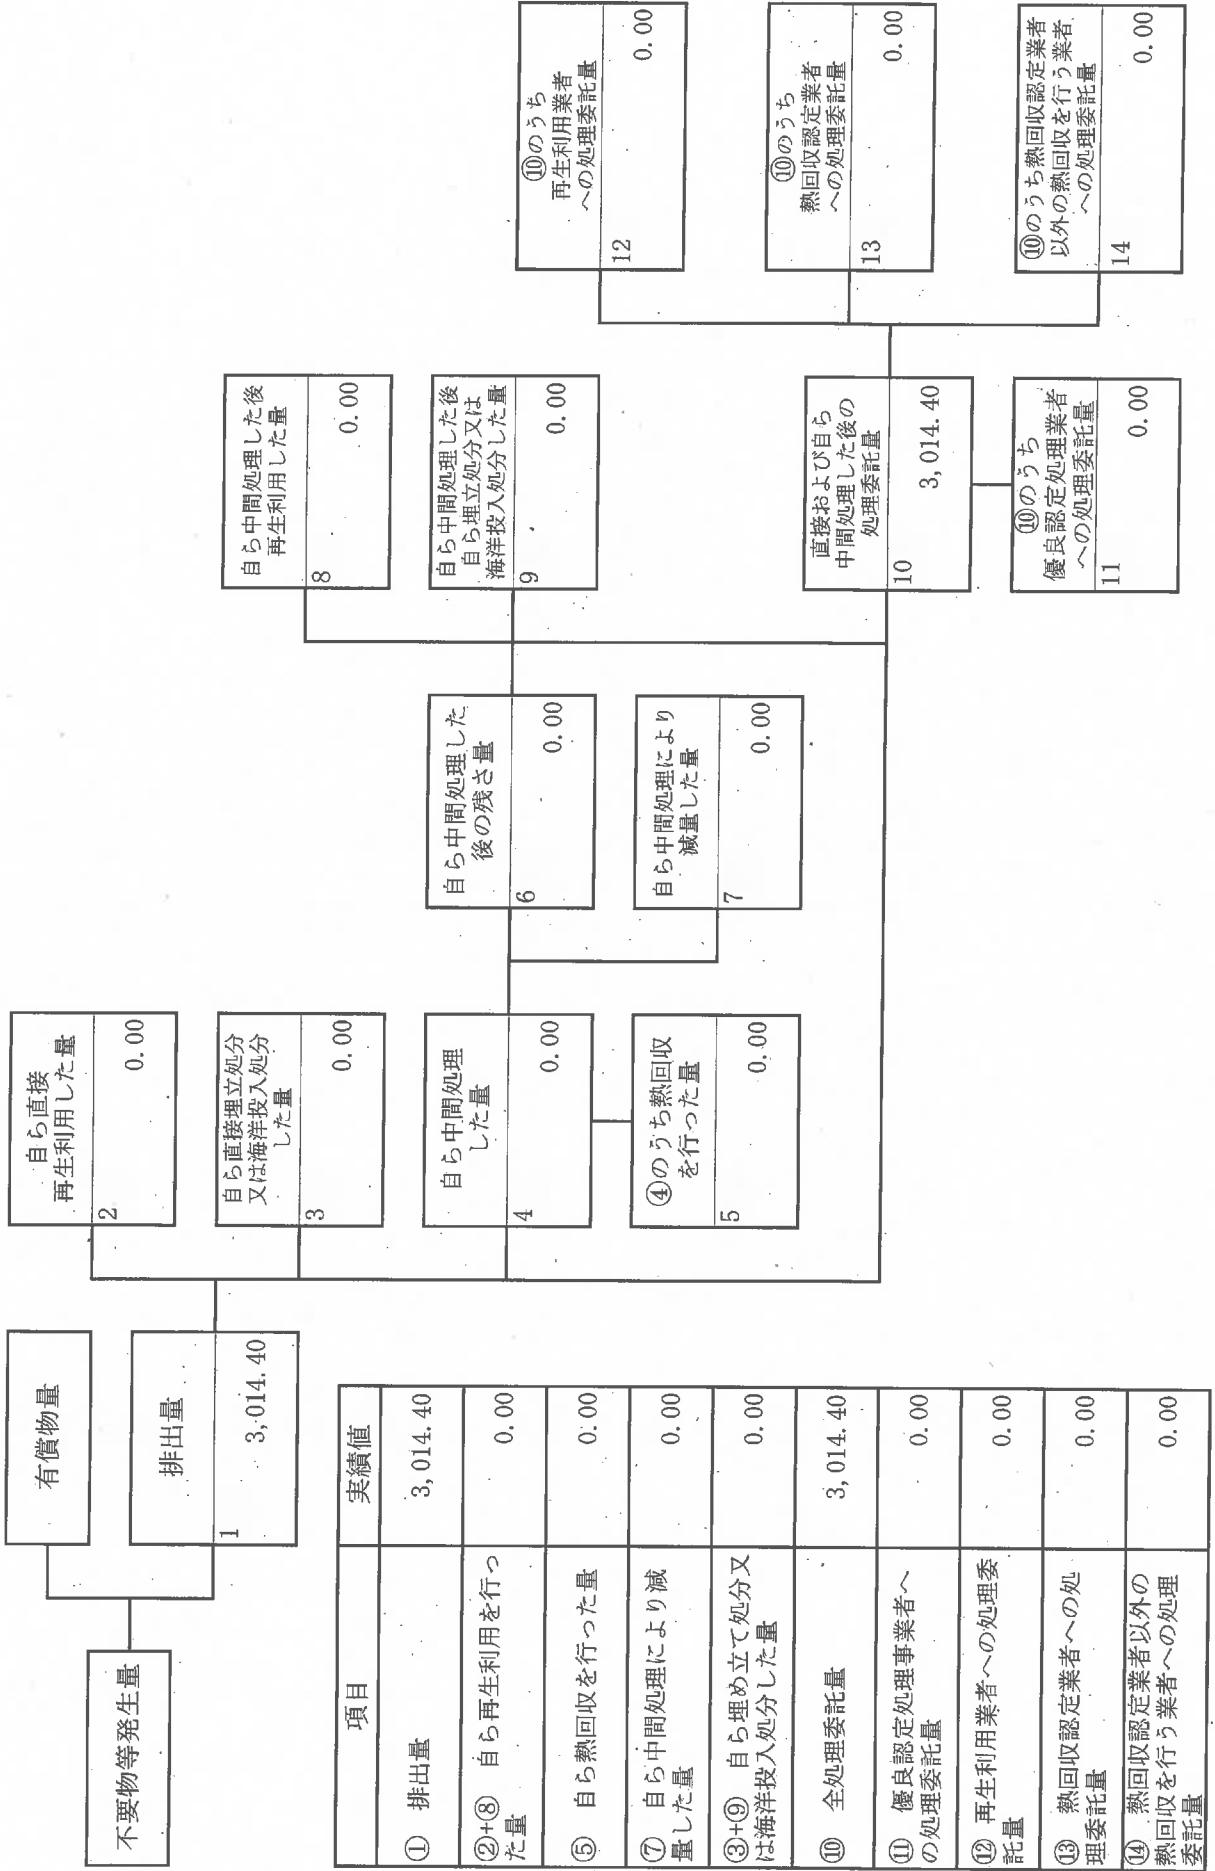 不要物等発生量
有償物量
排出量
1
3,014.40
自ら直接
再生利用した量
2
0.00
自ら直接埋立処分
又は海洋投入処分
した量
3
0.00
自ら中間処理
した量
4
0.00
④のうち熱回収
を行った量
5
0.00
自ら中間処理した
後の残さ量
6
0.00
自ら中間処理により
減量した量
7
0.00
自ら中間処理した後
再生利用した量
8
0.00
自ら中間処理した後
自ら埋立処分又は
海洋投入処分した量
9
0.00
直接および自ら
中間処理した後の
処理委託量
10
3,014.40
⑩のうち
優良認定処理業者
への処理委託量
11
0.00
⑩のうち
再生利用業者
への処理委託量
12
0.00
⑩のうち
熱回収認定業者
への処理委託量
13
0.00
⑩のうち熱回収認定業者
以外の熱回収を行う業者
への処理委託量
14
0.00
項目 実績値
① 排出量 3,014.40
②+⑧ 自ら再生利用を行っ
た量 0.00
⑤ 自ら熱回収を行った量 0.00
⑦ 自ら中間処理により減
量した量 0.00
③+⑨ 自ら埋め立て処分又
は海洋投入処分した量 0.00
⑩ 全処理委託量 3,014.40
⑪ 優良認定処理事業者へ
の処理委託量 0.00
⑫ 再生利用業者への処理委
託量 0.00
⑬ 熱回収認定業者への処
理委託量 0.00
⑭ 熱回収認定業者以外の
熱回収を行う業者への処理
委託量 0.00